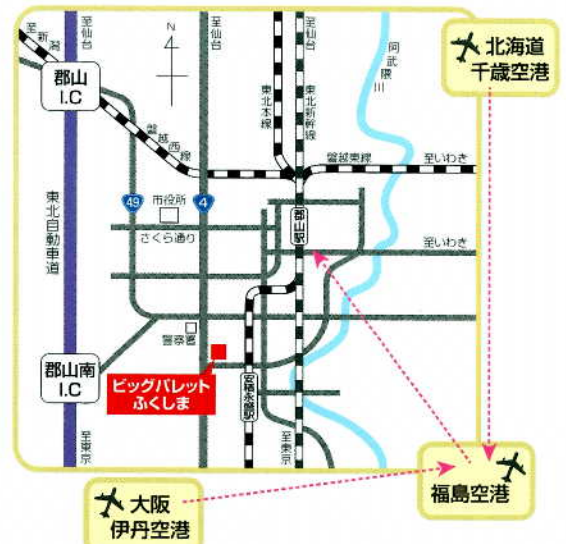 至新潟
至仙台
N
至仙台
至仙台
北海道
千歳空港
郡山
I.C
阿武隈川
東北本線
東北新幹線
磐越西線
磐越東線
至いわき
49
市役所
4
東北自動車道
さくら通り
郡山駅
至いわき
警察署
郡山南
I.C
ビッグパレット
ふくしま
安積永盛駅
至東京
至東京
福島空港
大阪
伊丹空港